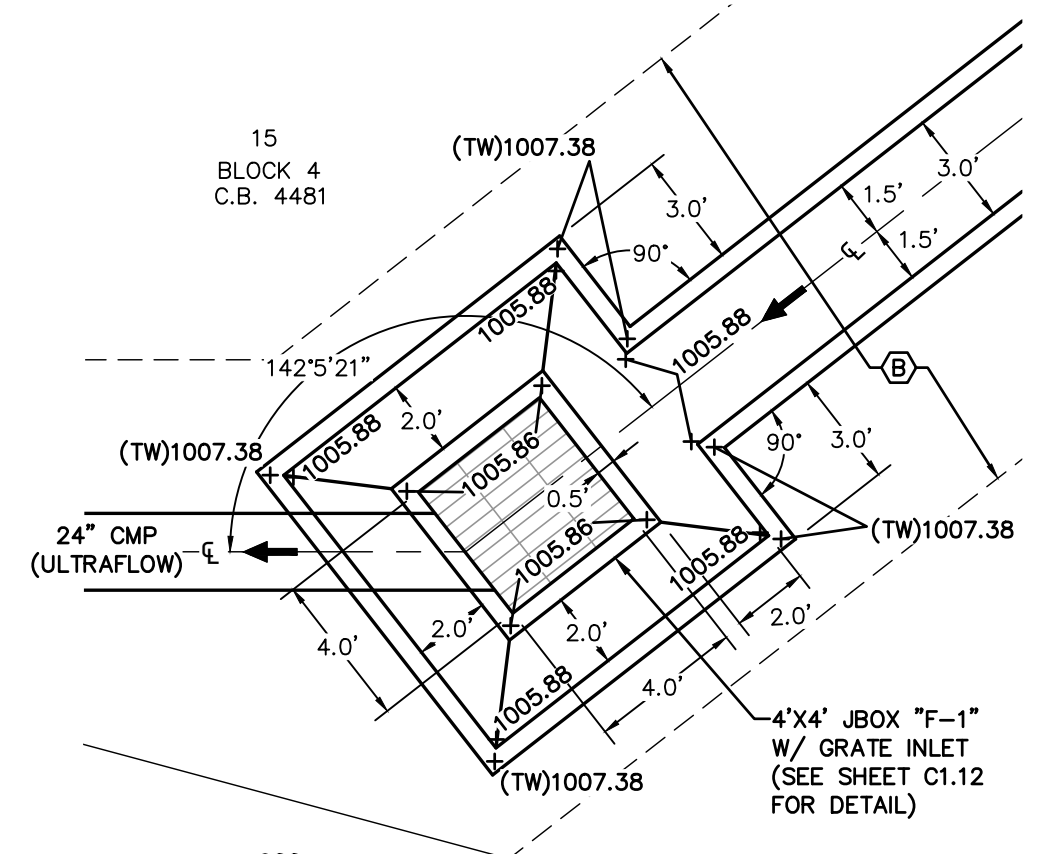 15
BLOCK 4
C.B. 4481
(TW)1007.38
3.0'
3.0'
1.5'
1.5'
90°
℄
1005.88
1005.88
B
142°5'21"
2.0'
(TW)1007.38
1005.88
1005.86
0.5'
90°
3.0'
24" CMP
(ULTRAFLOW)
℄
1005.86
1005.88
(TW)1007.38
2.0'
2.0'
2.0'
4.0'
4.0'
1005.88
(TW)1007.38
4'X4' JBOX "F-1"
W/ GRATE INLET
(SEE SHEET C1.12
FOR DETAIL)